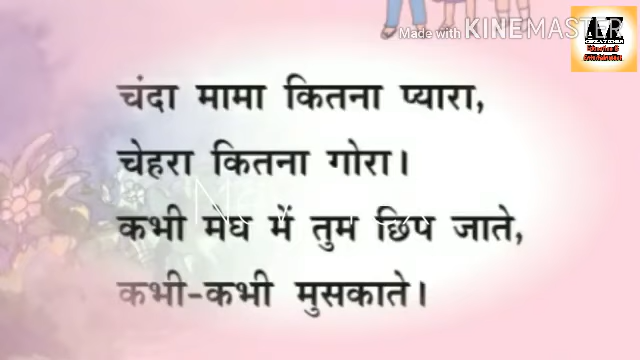 Made with KINEMASTER
चंदा मामा कितना प्यारा,
चेहरा कितना गोरा।
कभी मेघ में तुम छिप जाते,
कभी-कभी मुसकाते।